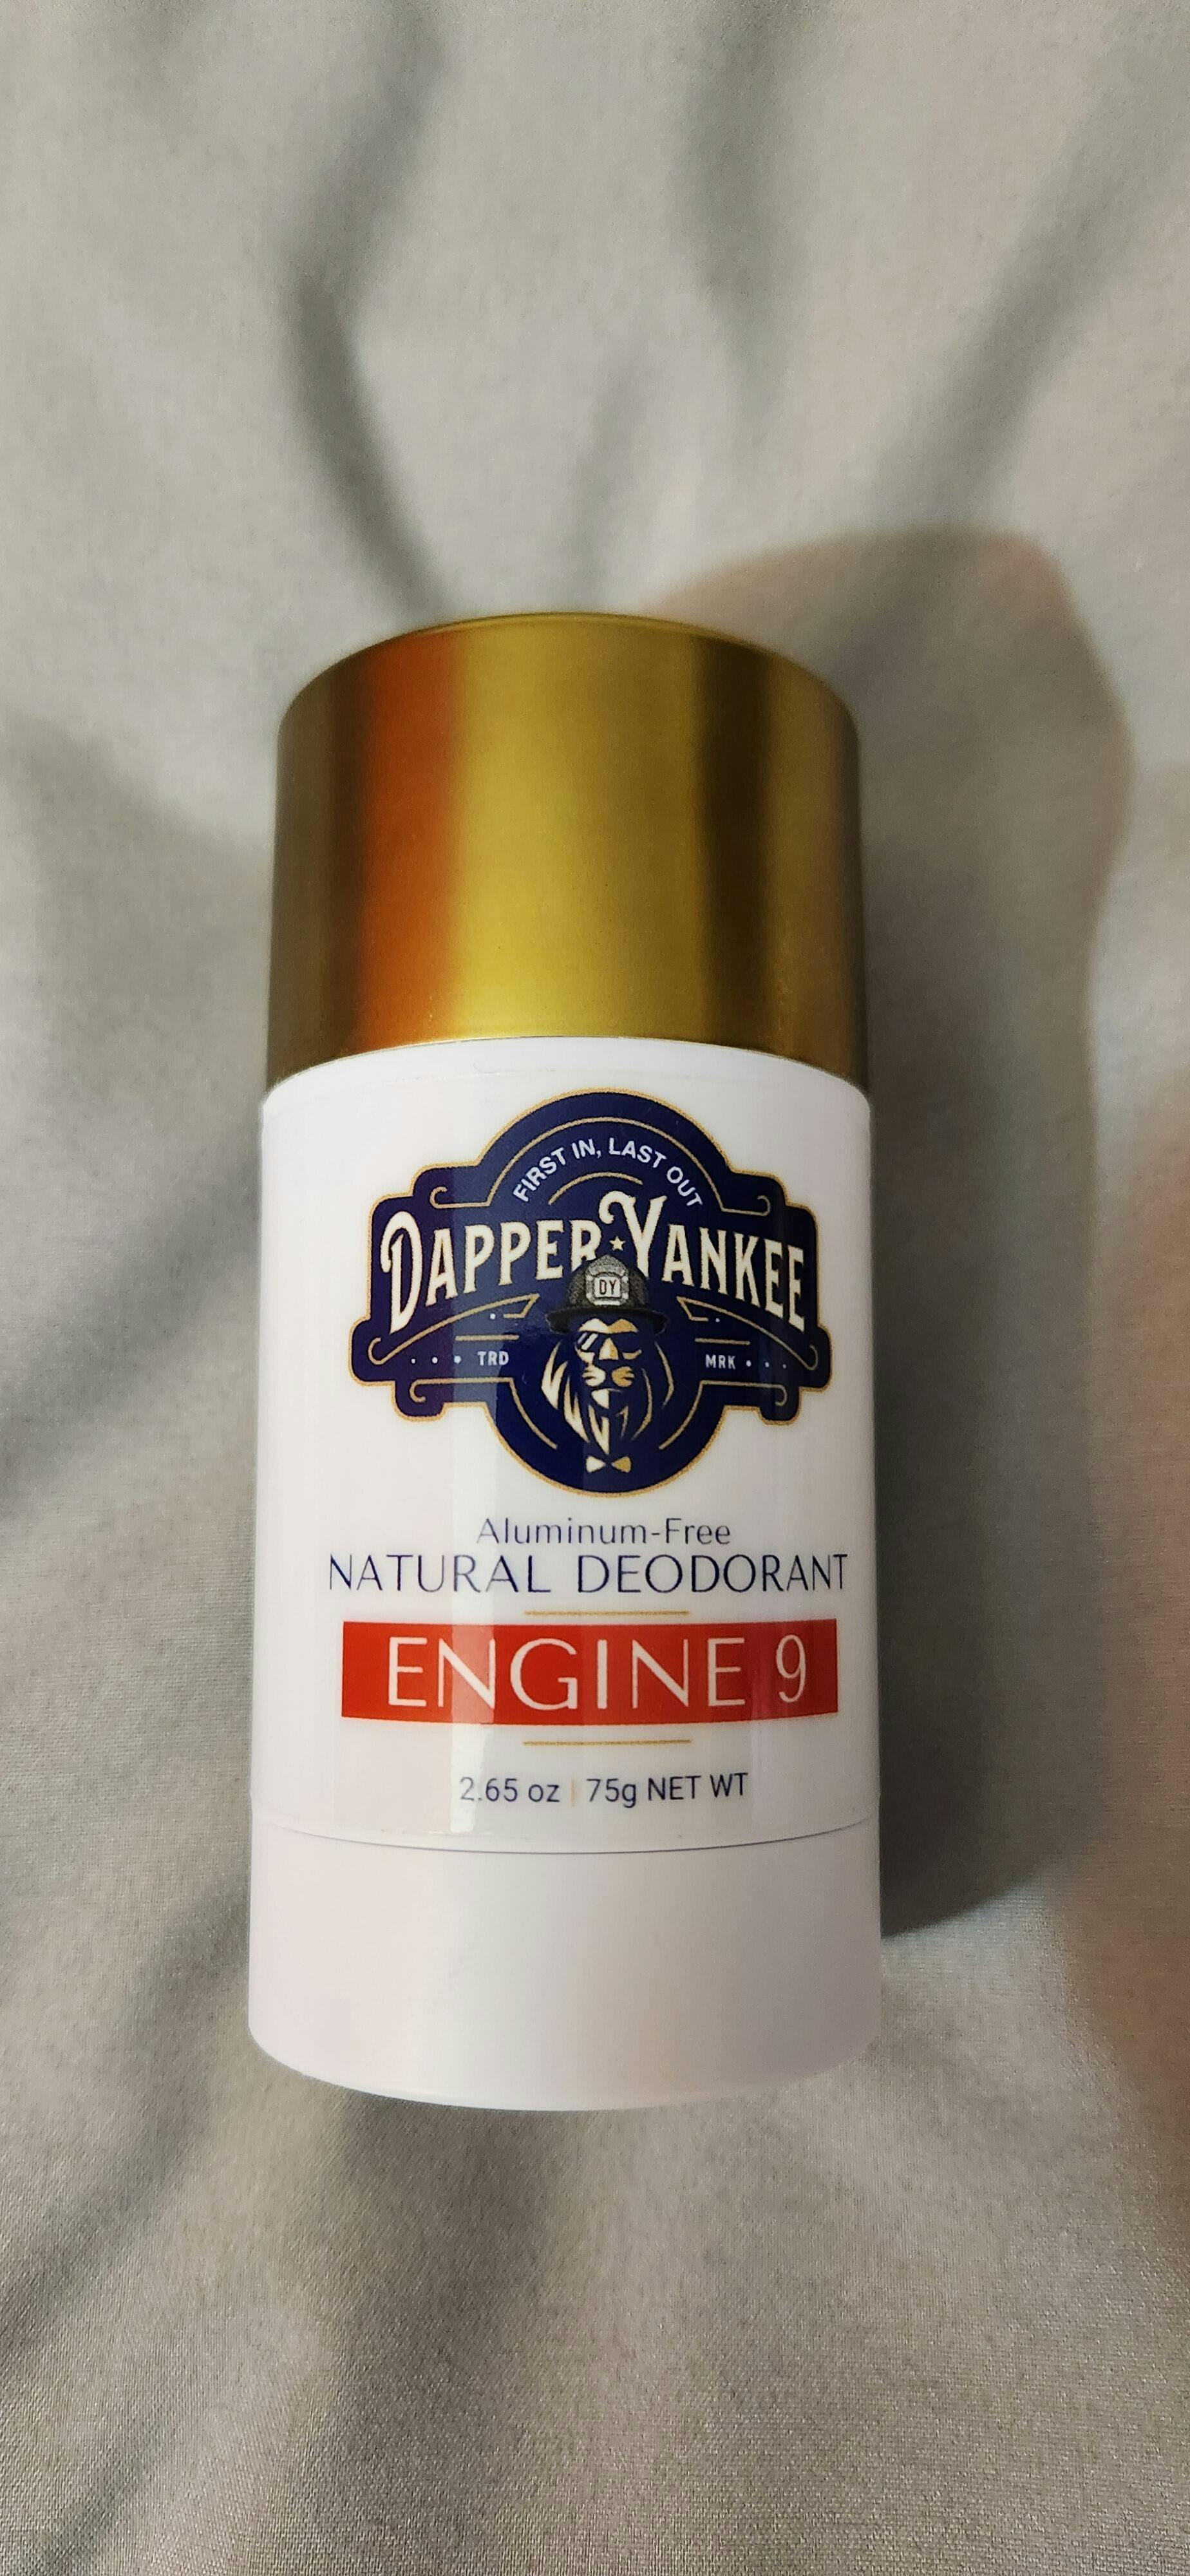 FIRST IN, LAST OUT
DAPPER YANKEE
DY
TRD MRK
Aluminum-Free
NATURAL DEODORANT
ENGINE 9
2.65 oz | 75g NET WT